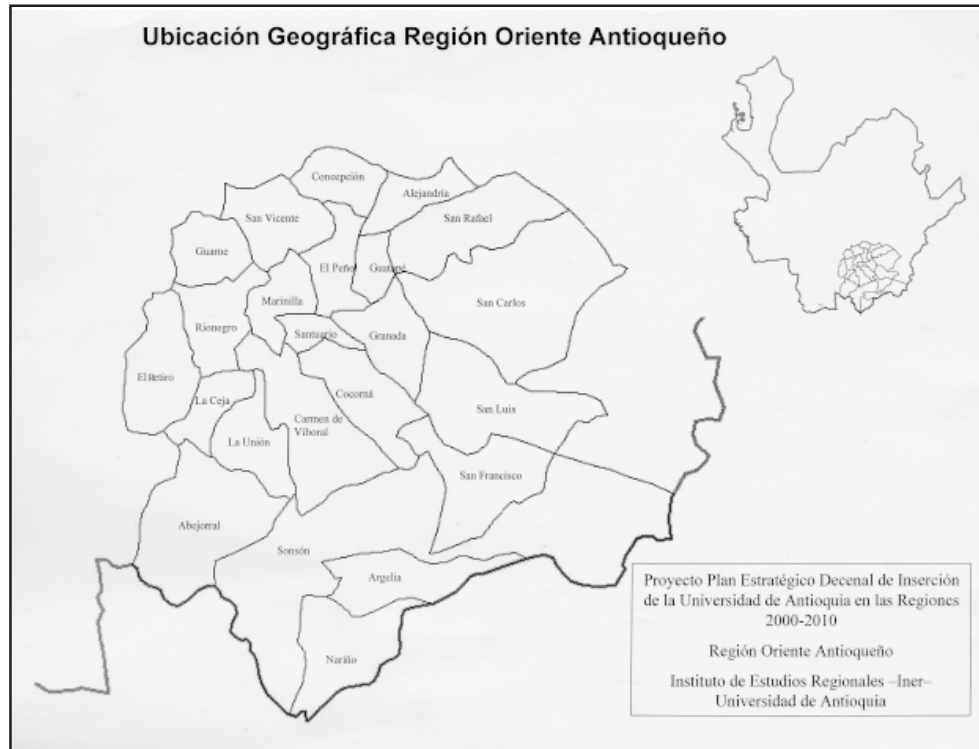 Ubicación Geográfica Región Oriente Antioqueño
Concepción
Alejandría
San Vicente
San Rafael
Guarne
El Peño
Guatapé
Marinilla
San Carlos
Rionegro
Santuario
Granada
El Retiro
La Ceja
Cocorná
San Luis
Carmen de
Viboral
La Unión
San Francisco
Abejorral
Sonsón
Argelia
Nariño
Proyecto Plan Estratégico Decenal de Inserción
de la Universidad de Antioquia en las Regiones
2000-2010
Región Oriente Antioqueño
Instituto de Estudios Regionales –Iner–
Universidad de Antioquia